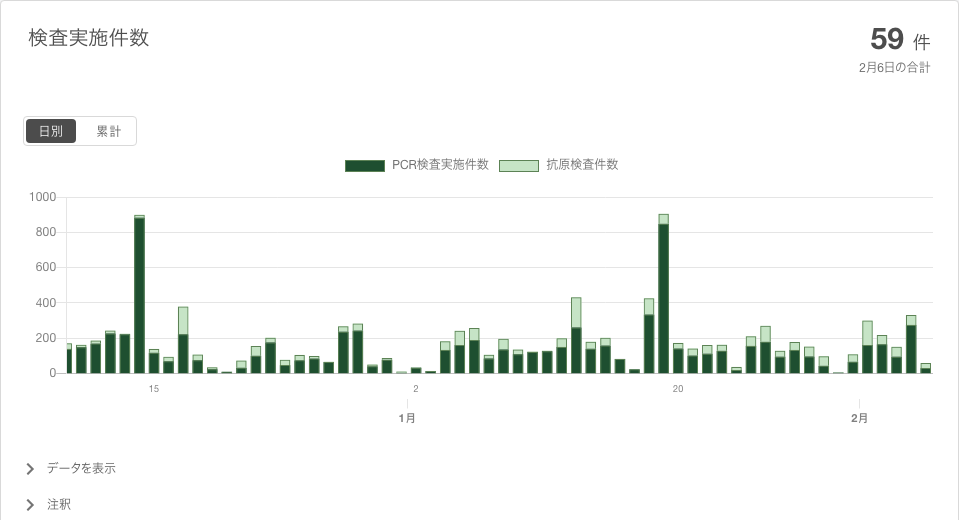 検査実施件数
59 件
2月6日の合計
日別 累計
PCR検査実施件数 抗原検査件数
1000
800
600
400
200
0
15 2 20
1月 2月
データを表示
注釈